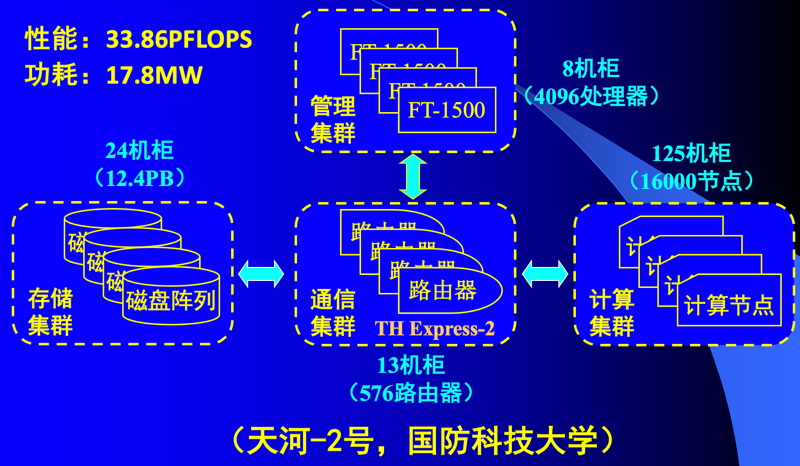 性能：33.86PFLOPS
功耗：17.8MW
FT-1500
FT-1500
FT-1500
FT-1500
管理
集群
8机柜
（4096处理器）
24机柜
（12.4PB）
125机柜
（16000节点）
磁
磁
磁
磁盘阵列
存储
集群
路由器
路由器
路由器
路由器
通信
集群
TH Express-2
计
计
计
计算节点
计算
集群
13机柜
（576路由器）
（天河-2号，国防科技大学）